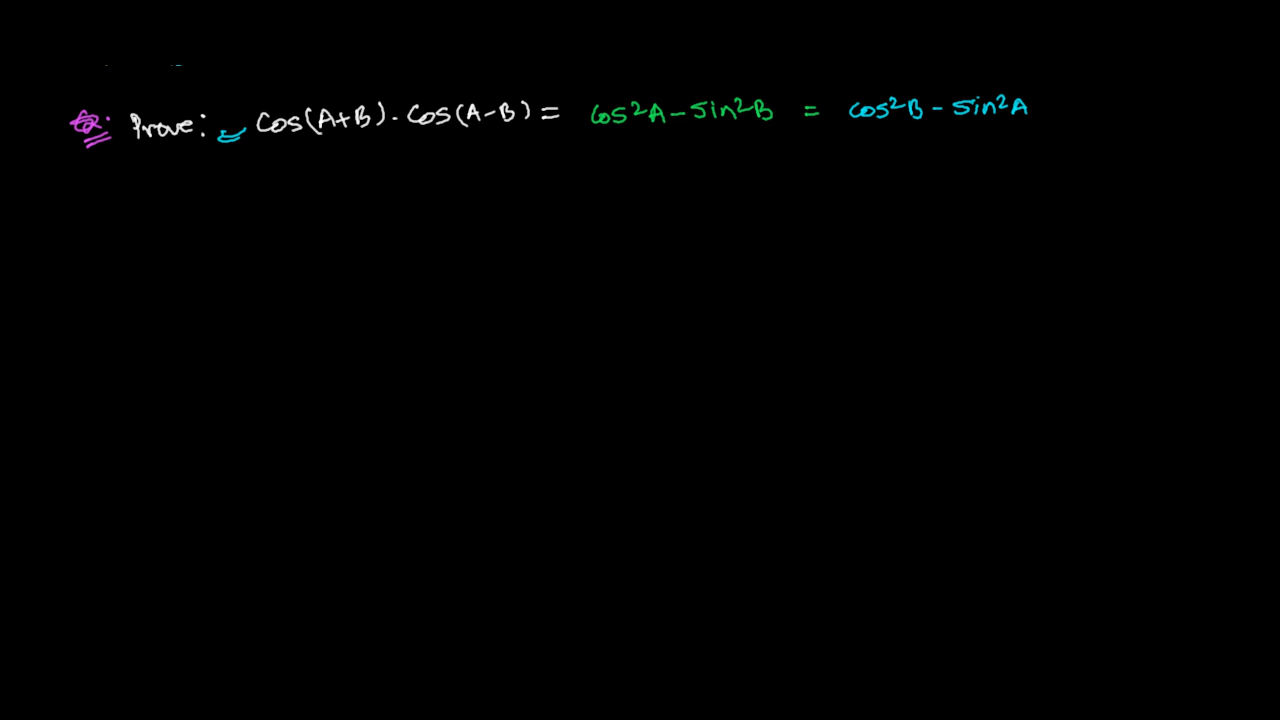 Q. Prove: Cos(A+B).Cos(A-B) = cos²A - sin²B = cos²B - sin²A